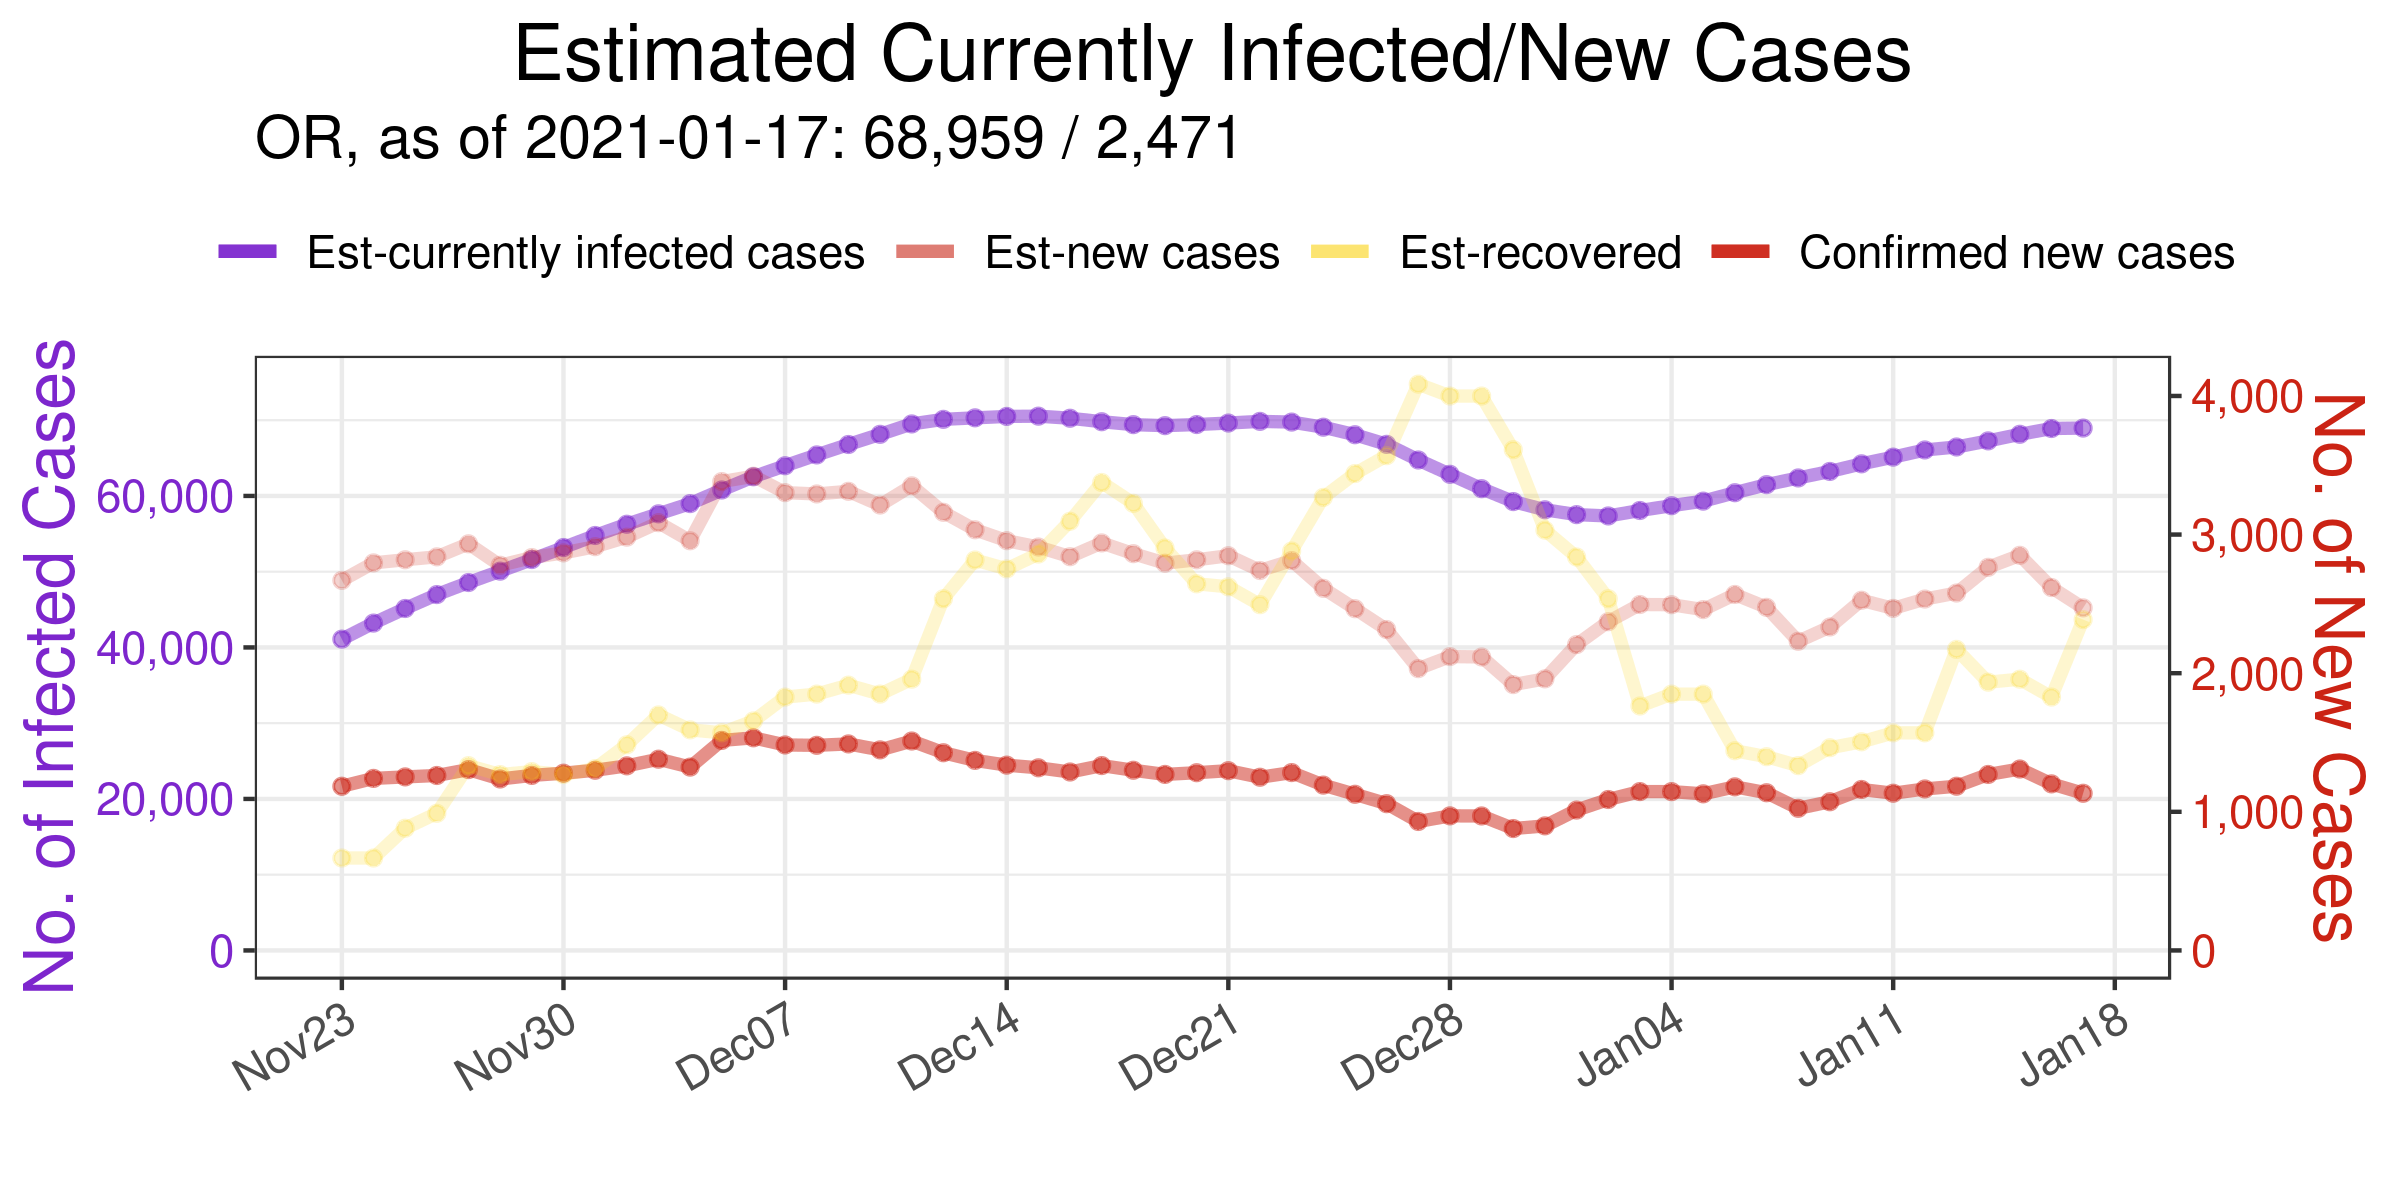 Estimated Currently Infected/New Cases
OR, as of 2021-01-17: 68,959 / 2,471
Est-currently infected cases
Est-new cases
Est-recovered
Confirmed new cases
No. of Infected Cases
60,000
40,000
20,000
0
4,000
3,000
2,000
1,000
0
No. of New Cases
Nov23
Nov30
Dec07
Dec14
Dec21
Dec28
Jan04
Jan11
Jan18